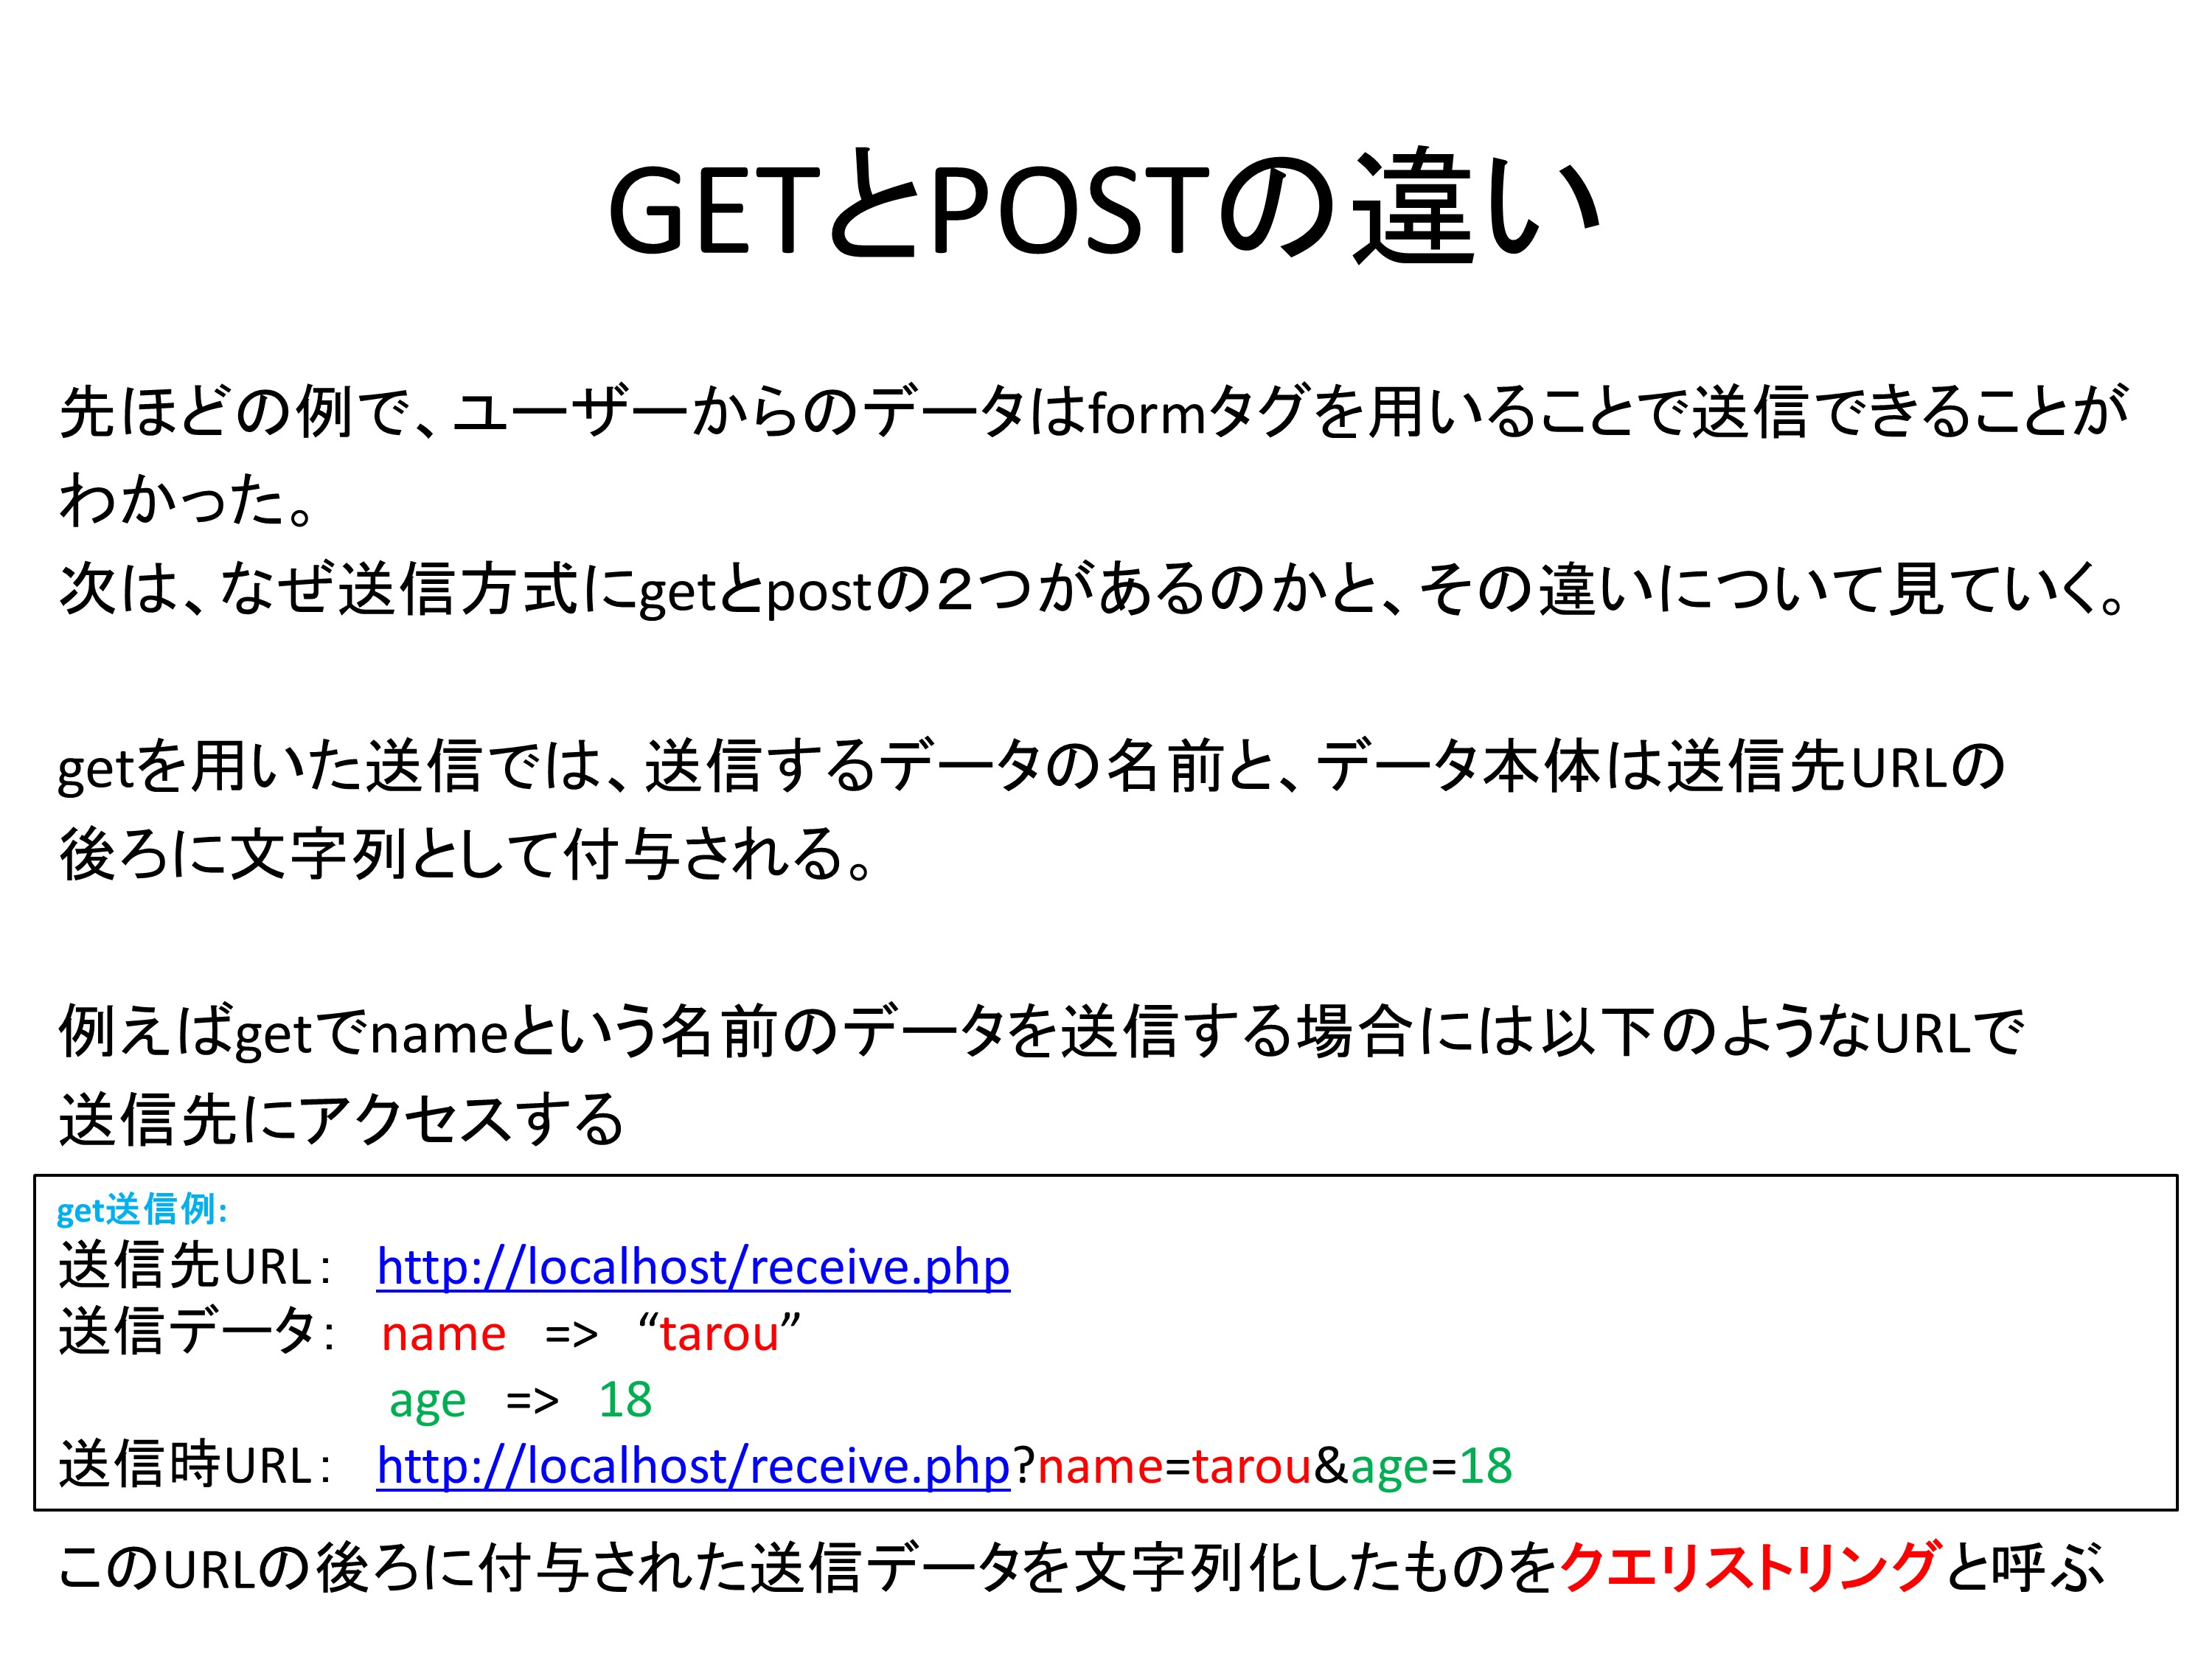 GETとPOSTの違い
先ほどの例で、ユーザーからのデータはformタグを用いることで送信できることが
わかった。
次は、なぜ送信方式にgetとpostの２つがあるのかと、その違いについて見ていく。
getを用いた送信では、送信するデータの名前と、データ本体は送信先URLの
後ろに文字列として付与される。
例えばgetでnameという名前のデータを送信する場合には以下のようなURLで
送信先にアクセスする
get送信例:
送信先URL： http://localhost/receive.php
送信データ： name => “tarou”
age => 18
送信時URL： http://localhost/receive.php?name=tarou&age=18
このURLの後ろに付与された送信データを文字列化したものをクエリストリングと呼ぶ